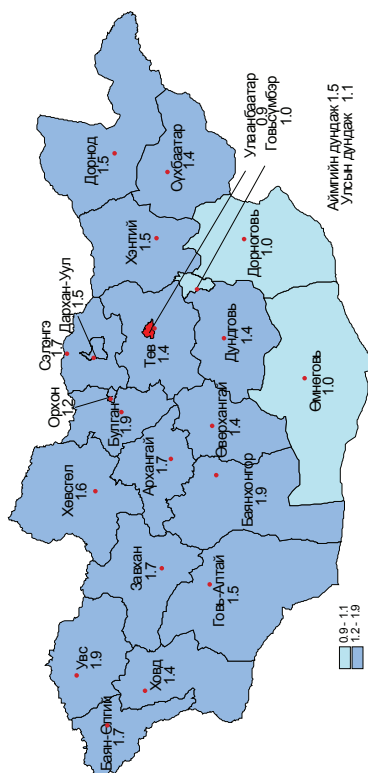 Увс
1.9
Баян-Өлгий
1.7
Ховд
1.4
Завхан
1.7
Говь-Алтай
1.5
Хөвсгөл
1.6
Архангай
1.7
Баянхонгор
1.9
Орхон
1.2
Булган
1.9
Өверхангай
1.4
Сэлэнгэ
1.7
Дархан-Уул
1.5
Төв
1.4
Дундговь
1.4
Өмнөговь
1.0
Хэнтий
1.5
Дорноговь
1.0
Дорнод
1.5
Сүхбаатар
1.4
Улаанбаатар
0.9
Говьсүмбэр
1.0
Аймгийн дундаж 1.5
Улсын дундаж 1.1
0.9 - 1.1
1.2 - 1.9